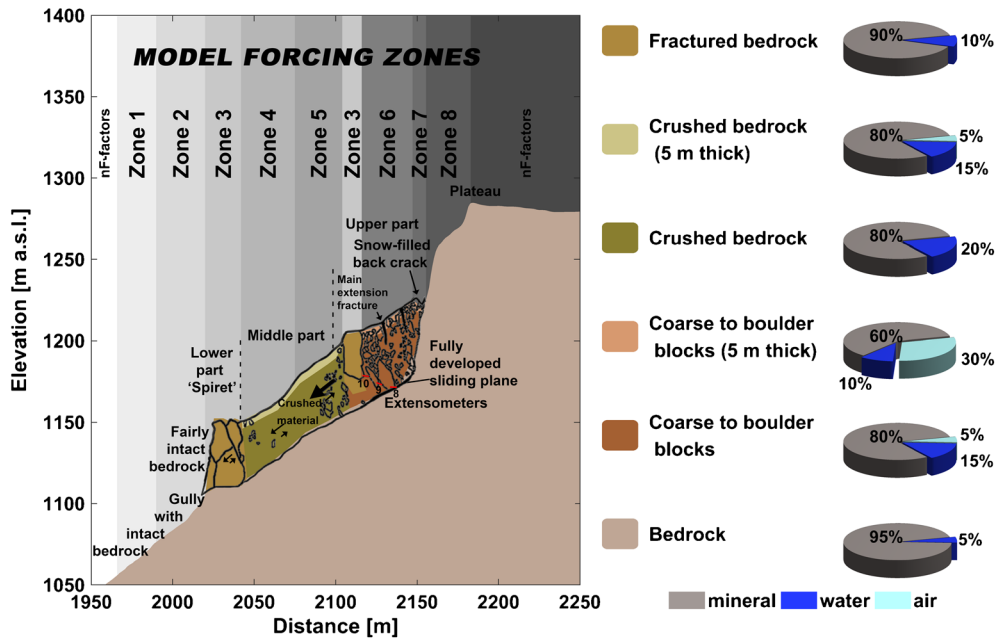 MODEL FORCING ZONES
nF-factors
Zone 1
Zone 2
Zone 3
Zone 4
Zone 5
Zone 3
Zone 6
Zone 7
Zone 8
nF-factors
Plateau
Upper part
Snow-filled
back crack
Main
extension
fracture
Middle part
Lower
part
‘Spiret’
Fully
developed
sliding plane
Extensometers
10
9
8
Crushed
material
Fairly
intact
bedrock
Gully
with
intact
bedrock
Elevation [m a.s.l.]
1400
1350
1300
1250
1200
1150
1100
1050
1950
2000
2050
2100
2150
2200
2250
Distance [m]
Fractured bedrock
90%
10%
Crushed bedrock
(5 m thick)
80%
5%
15%
Crushed bedrock
80%
20%
Coarse to boulder
blocks (5 m thick)
60%
30%
10%
Coarse to boulder
blocks
80%
5%
15%
Bedrock
95%
5%
mineral
water
air